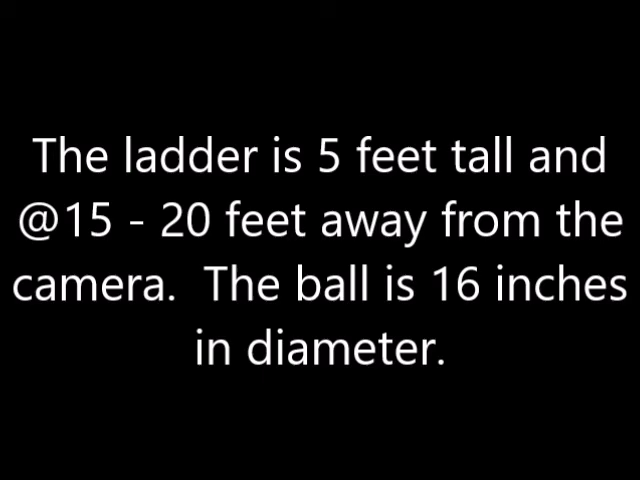 The ladder is 5 feet tall and
@15 - 20 feet away from the
camera.  The ball is 16 inches
in diameter.